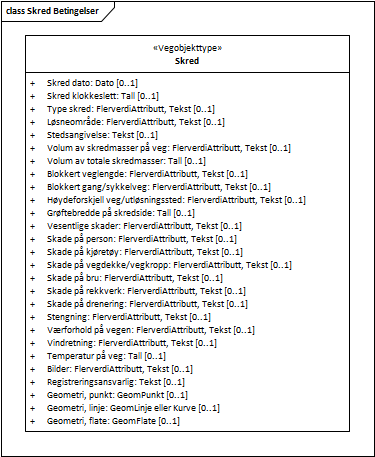 class Skred Betingelser
«Vegobjekttype»
Skred
+ Skred dato: Dato [0..1]
+ Skred klokkeslett: Tall [0..1]
+ Type skred: FlerverdiAttributt, Tekst [0..1]
+ Løsneområde: FlerverdiAttributt, Tekst [0..1]
+ Stedsangivelse: Tekst [0..1]
+ Volum av skredmasser på veg: FlerverdiAttributt, Tekst [0..1]
+ Volum av totale skredmasser: Tall [0..1]
+ Blokkert veglengde: FlerverdiAttributt, Tekst [0..1]
+ Blokkert gang/sykkelveg: FlerverdiAttributt, Tekst [0..1]
+ Høydeforskjell veg/utløsningssted: FlerverdiAttributt, Tekst [0..1]
+ Grøftebredde på skredside: Tall [0..1]
+ Vesentlige skader: FlerverdiAttributt, Tekst [0..1]
+ Skade på person: FlerverdiAttributt, Tekst [0..1]
+ Skade på kjøretøy: FlerverdiAttributt, Tekst [0..1]
+ Skade på vegdekke/vegkropp: FlerverdiAttributt, Tekst [0..1]
+ Skade på bru: FlerverdiAttributt, Tekst [0..1]
+ Skade på rekkverk: FlerverdiAttributt, Tekst [0..1]
+ Skade på drenering: FlerverdiAttributt, Tekst [0..1]
+ Stengning: FlerverdiAttributt, Tekst [0..1]
+ Værforhold på vegen: FlerverdiAttributt, Tekst [0..1]
+ Vindretning: FlerverdiAttributt, Tekst [0..1]
+ Temperatur på veg: Tall [0..1]
+ Bilder: FlerverdiAttributt, Tekst [0..1]
+ Registreringsansvarlig: Tekst [0..1]
+ Geometri, punkt: GeomPunkt [0..1]
+ Geometri, linje: GeomLinje eller Kurve [0..1]
+ Geometri, flate: GeomFlate [0..1]